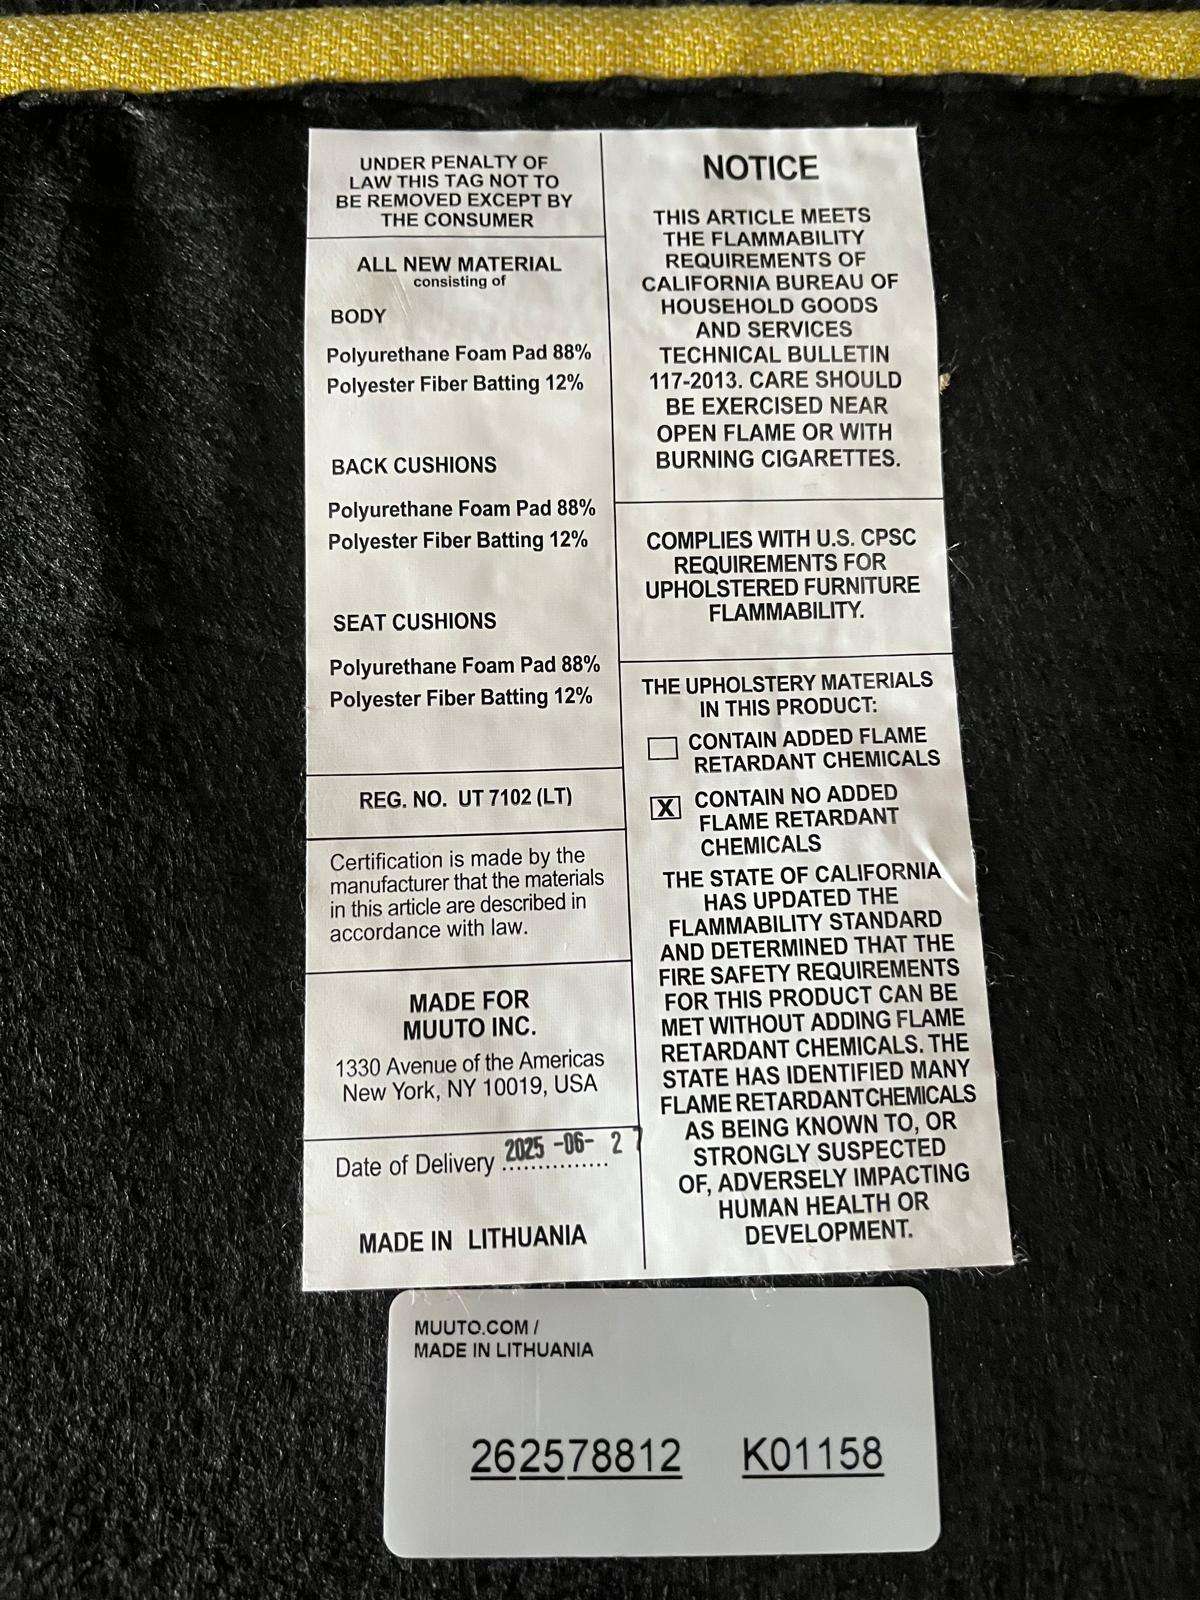 UNDER PENALTY OF
LAW THIS TAG NOT TO
BE REMOVED EXCEPT BY
THE CONSUMER
ALL NEW MATERIAL
consisting of
BODY
Polyurethane Foam Pad 88%
Polyester Fiber Batting 12%
BACK CUSHIONS
Polyurethane Foam Pad 88%
Polyester Fiber Batting 12%
SEAT CUSHIONS
Polyurethane Foam Pad 88%
Polyester Fiber Batting 12%
REG. NO. UT 7102 (LT)
Certification is made by the
manufacturer that the materials
in this article are described in
accordance with law.
MADE FOR
MUUTO INC.
1330 Avenue of the Americas
New York, NY 10019, USA
Date of Delivery 2025 -06- 27
MADE IN LITHUANIA
NOTICE
THIS ARTICLE MEETS
THE FLAMMABILITY
REQUIREMENTS OF
CALIFORNIA BUREAU OF
HOUSEHOLD GOODS
AND SERVICES
TECHNICAL BULLETIN
117-2013. CARE SHOULD
BE EXERCISED NEAR
OPEN FLAME OR WITH
BURNING CIGARETTES.
COMPLIES WITH U.S. CPSC
REQUIREMENTS FOR
UPHOLSTERED FURNITURE
FLAMMABILITY.
THE UPHOLSTERY MATERIALS
IN THIS PRODUCT:
CONTAIN ADDED FLAME
RETARDANT CHEMICALS
X CONTAIN NO ADDED
FLAME RETARDANT
CHEMICALS
THE STATE OF CALIFORNIA
HAS UPDATED THE
FLAMMABILITY STANDARD
AND DETERMINED THAT THE
FIRE SAFETY REQUIREMENTS
FOR THIS PRODUCT CAN BE
MET WITHOUT ADDING FLAME
RETARDANT CHEMICALS. THE
STATE HAS IDENTIFIED MANY
FLAME RETARDANT CHEMICALS
AS BEING KNOWN TO, OR
STRONGLY SUSPECTED
OF, ADVERSELY IMPACTING
HUMAN HEALTH OR
DEVELOPMENT.
MUUTO.COM /
MADE IN LITHUANIA
262578812 K01158